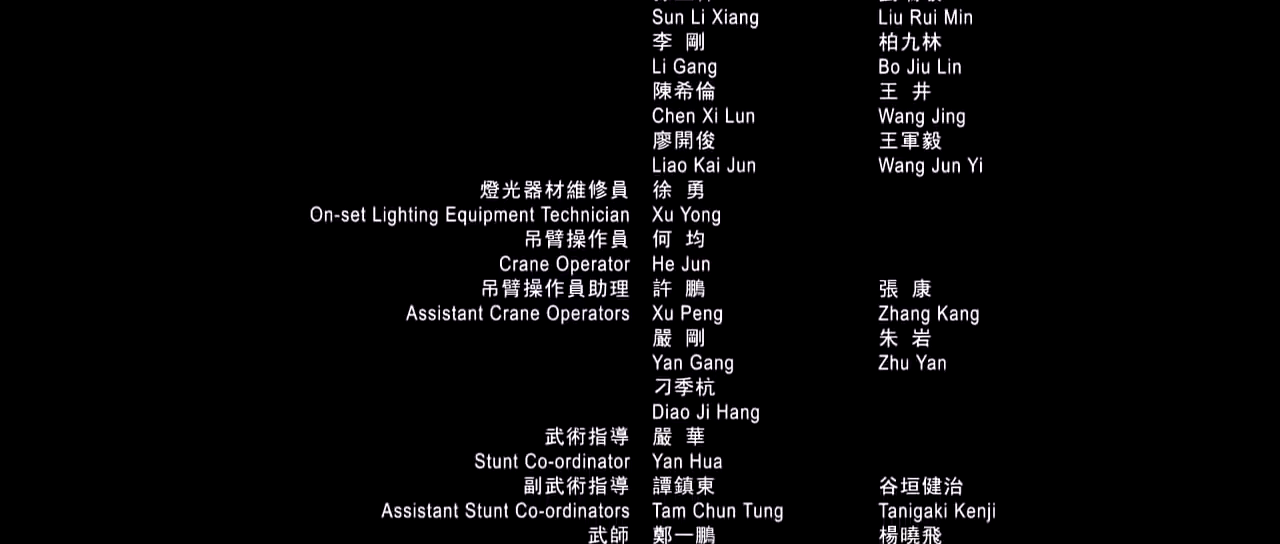 Sun Li Xiang Liu Rui Min
李 剛 柏九林
Li Gang Bo Jiu Lin
陳希倫 王 井
Chen Xi Lun Wang Jing
廖開俊 王軍毅
Liao Kai Jun Wang Jun Yi
燈光器材維修員 徐 勇
On-set Lighting Equipment Technician Xu Yong
吊臂操作員 何 均
Crane Operator He Jun
吊臂操作員助理 許 鵬 張 康
Assistant Crane Operators Xu Peng Zhang Kang
嚴 剛 朱 岩
Yan Gang Zhu Yan
刁季杭
Diao Ji Hang
武術指導 嚴 華
Stunt Co-ordinator Yan Hua
副武術指導 譚鎮東 谷垣健治
Assistant Stunt Co-ordinators Tam Chun Tung Tanigaki Kenji
武師 鄭一鵬 楊曉飛